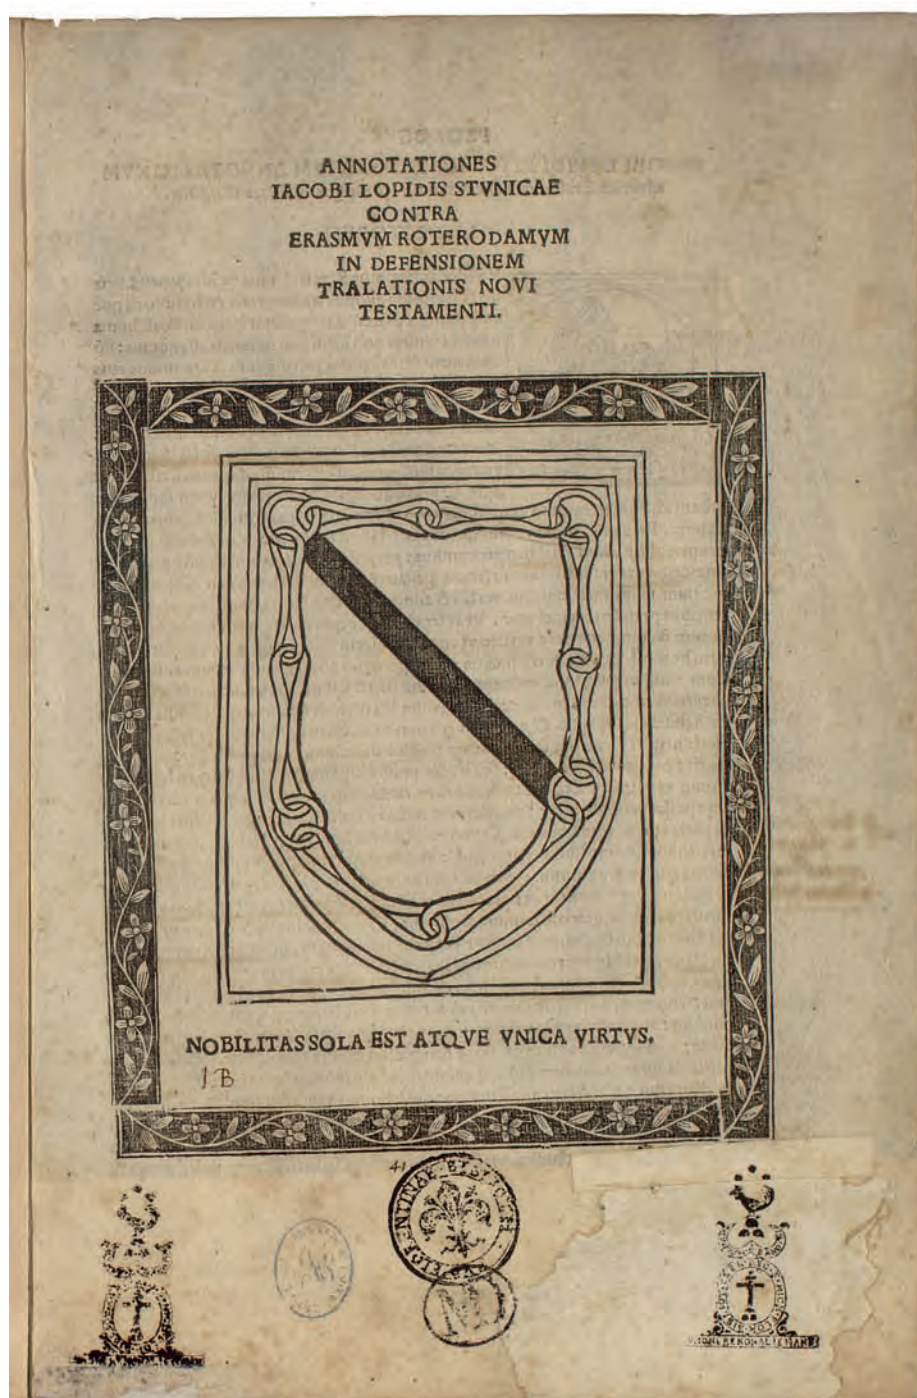 ANNOTATIONES
IACOBI LOPIDIS STVNICAE
CONTRA
ERASMVM ROTERODAMVM
IN DEFENSIONEM
TRALATIONIS NOVI
TESTAMENTI.
NOBILITAS SOLA EST ATQVE VNICA VIRTVS.